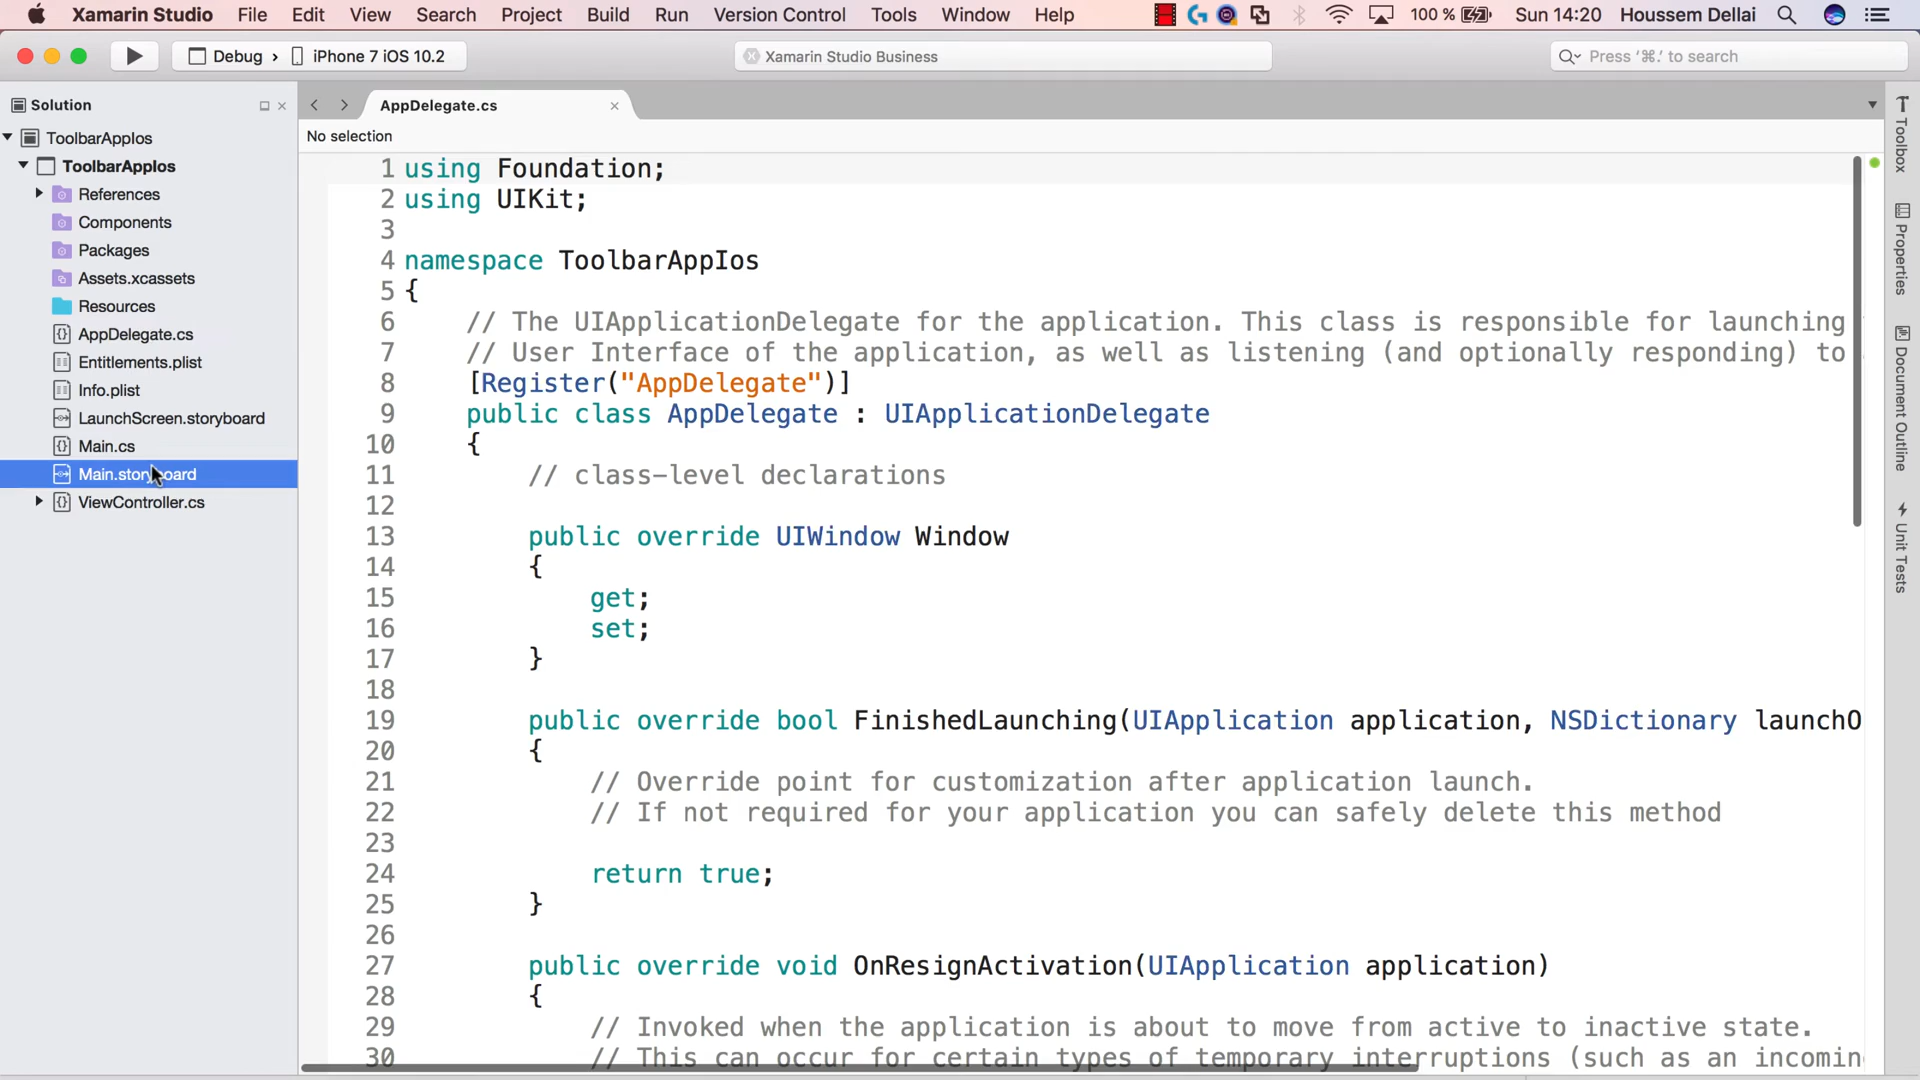 Xamarin Studio File Edit View Search Project Build Run Version Control Tools Window Help 100 % Sun 14:20 Houssem Dellai
Debug › iPhone 7 iOS 10.2 Xamarin Studio Business Press ‘⌘.’ to search
Solution
AppDelegate.cs
No selection
ToolbarAppIos
ToolbarAppIos
References
Components
Packages
Assets.xcassets
Resources
AppDelegate.cs
Entitlements.plist
Info.plist
LaunchScreen.storyboard
Main.cs
Main.storyboard
ViewController.cs
1 using Foundation;
2 using UIKit;
3
4 namespace ToolbarAppIos
5 {
6 // The UIApplicationDelegate for the application. This class is responsible for launching
7 // User Interface of the application, as well as listening (and optionally responding) to
8 [Register("AppDelegate")]
9 public class AppDelegate : UIApplicationDelegate
10 {
11 // class-level declarations
12
13 public override UIWindow Window
14 {
15 get;
16 set;
17 }
18
19 public override bool FinishedLaunching(UIApplication application, NSDictionary launchO
20 {
21 // Override point for customization after application launch.
22 // If not required for your application you can safely delete this method
23
24 return true;
25 }
26
27 public override void OnResignActivation(UIApplication application)
28 {
29 // Invoked when the application is about to move from active to inactive state.
30 // This can occur for certain types of temporary interruptions (such as an incomin
Toolbox
Properties
Document Outline
Unit Tests